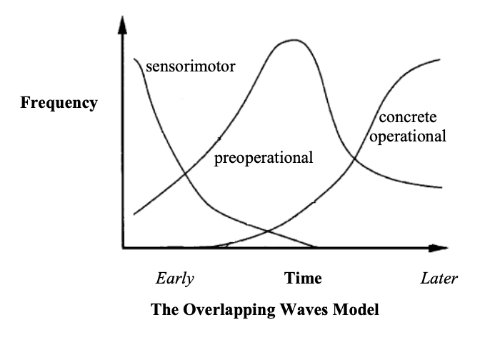 sensorimotor
Frequency
concrete
operational
preoperational
Early
Time
Later
The Overlapping Waves Model